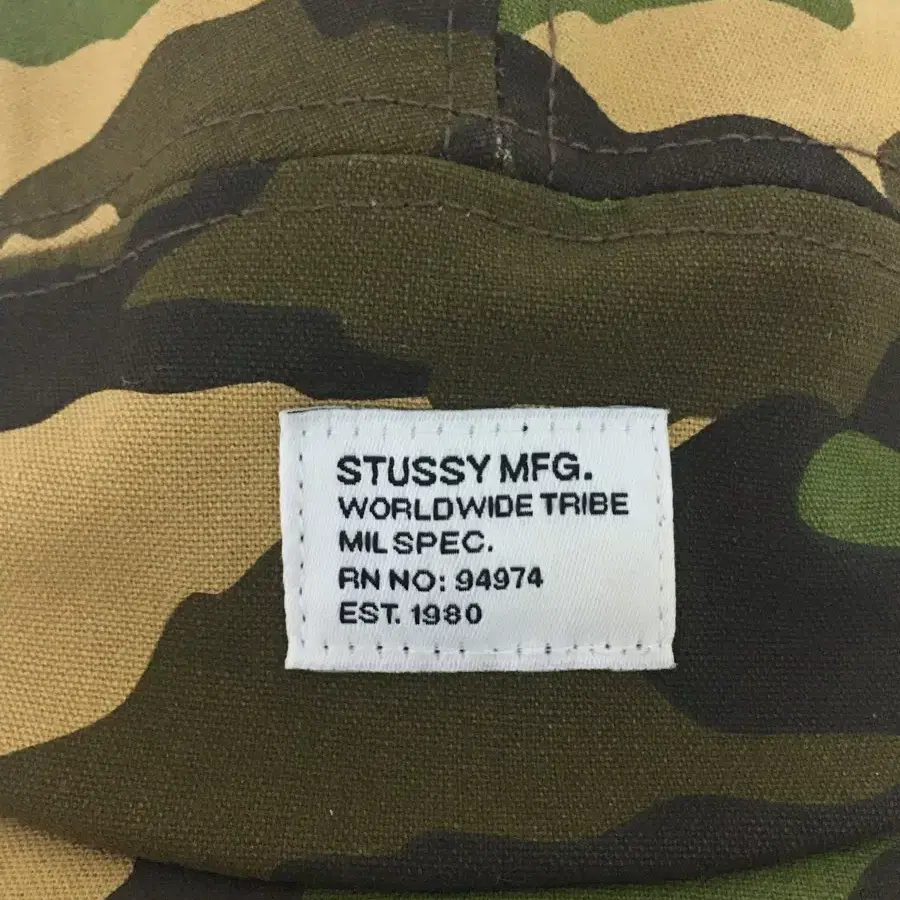 STUSSY MFG.
WORLDWIDE TRIBE
MIL SPEC.
RN NO: 94974
EST. 1980